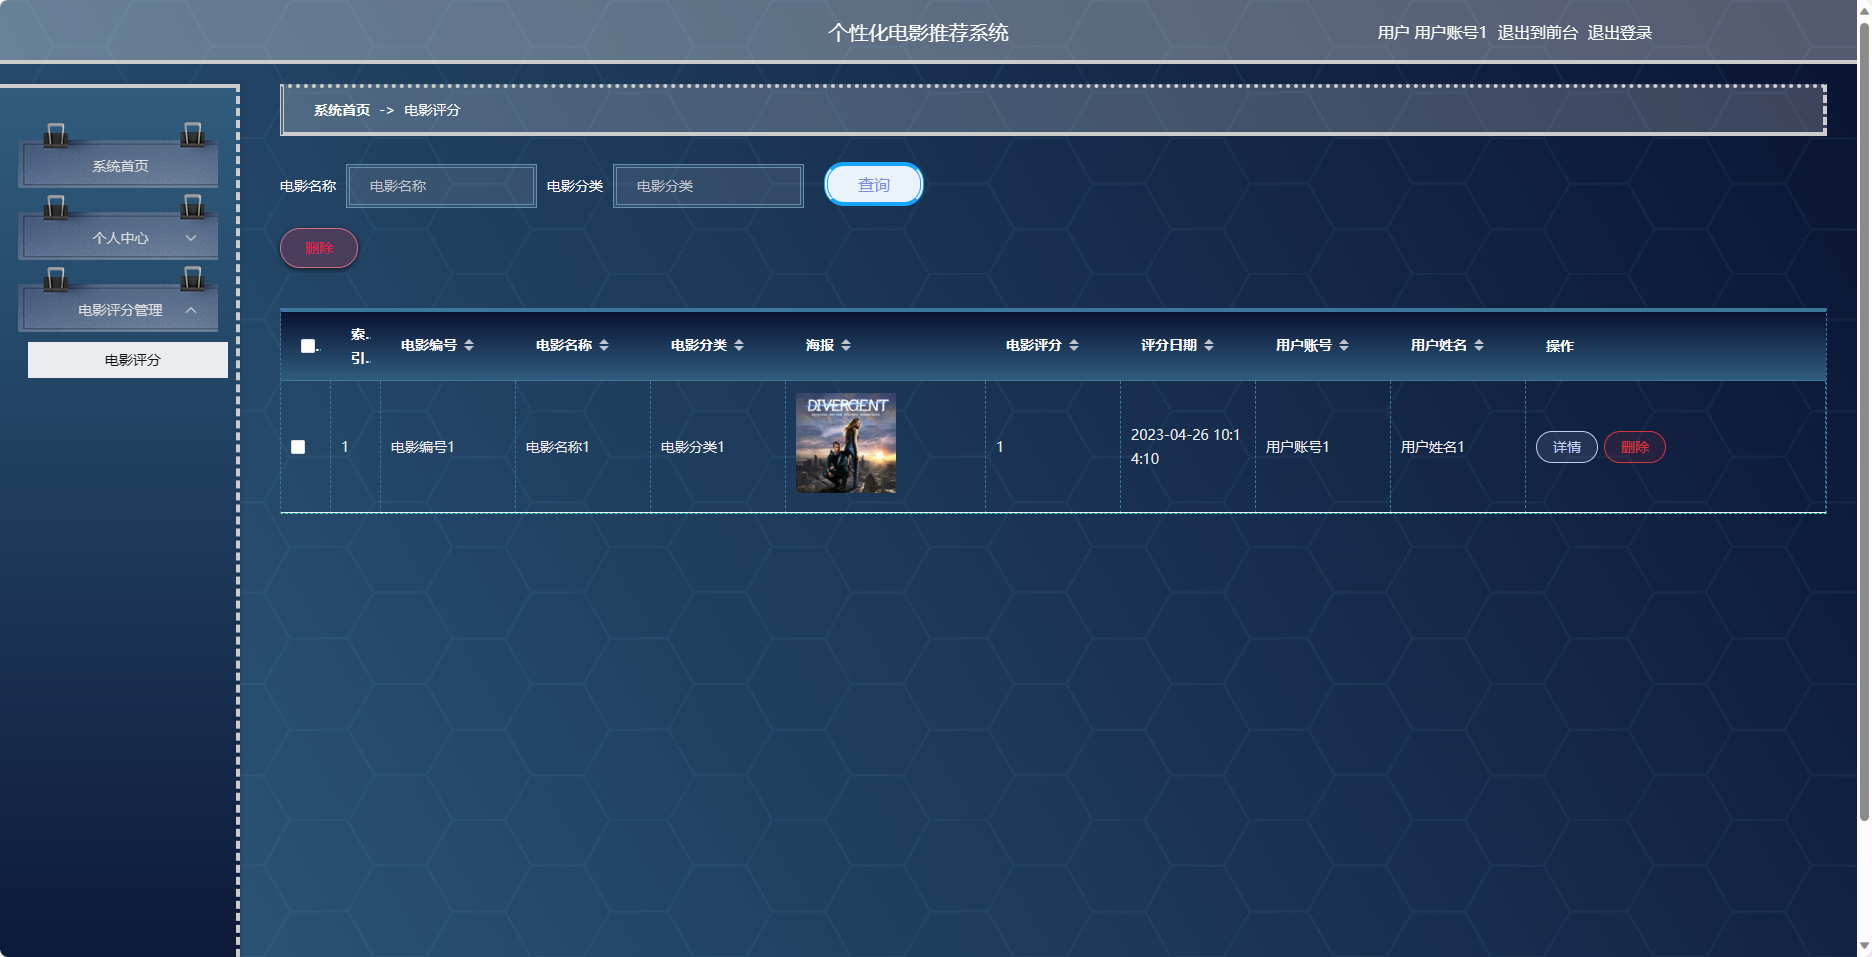 个性化电影推荐系统
用户 用户账号1 退出到前台 退出登录
系统首页
个人中心
电影评分管理
电影评分
系统首页 -> 电影评分
电影名称 电影名称 电影分类 电影分类 查询
删除
索..
引..
电影编号 电影名称 电影分类 海报 电影评分 评分日期 用户账号 用户姓名 操作
DIVERGENT
1 电影编号1 电影名称1 电影分类1 1 2023-04-26 10:1
4:10 用户账号1 用户姓名1 详情 删除